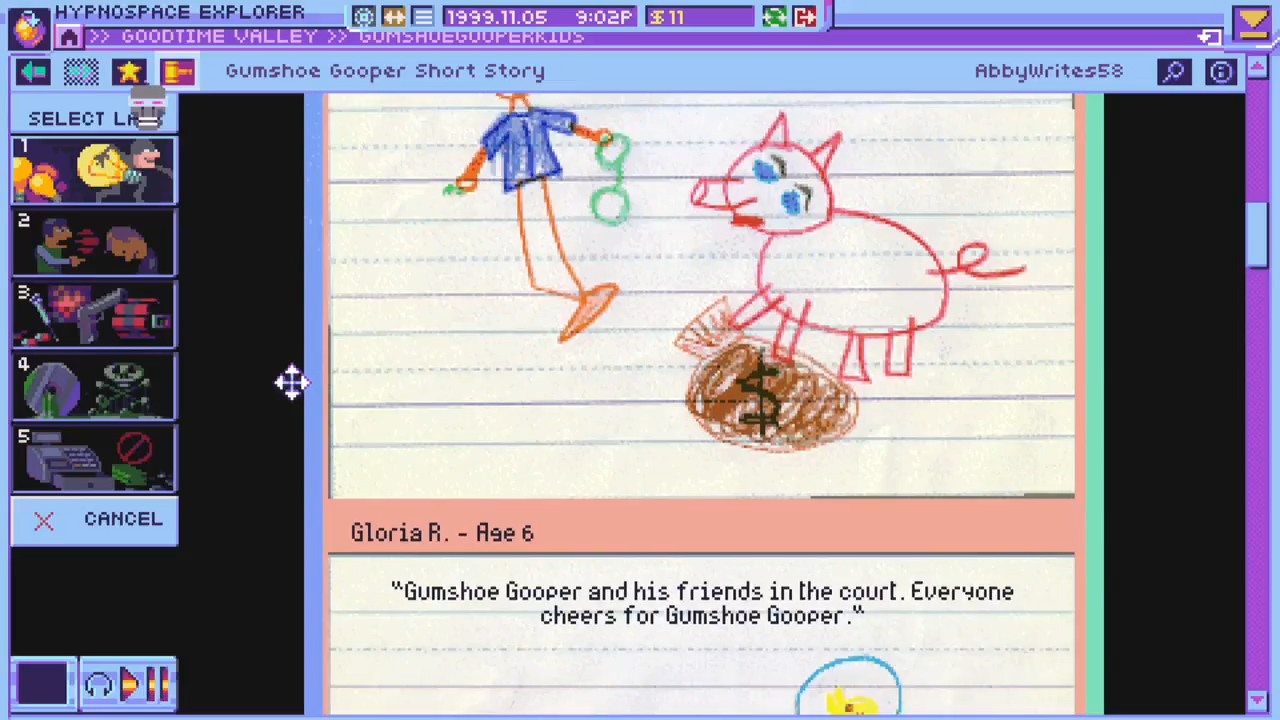 HYPNOSPACE EXPLORER
1999.11.05 9:02P
11
>> GOODTIME VALLEY >> GUMSHOEGOOPERKIDS
Gumshoe Gooper Short Story
AbbyWrites58
SELECT LA
1
2
3
4
5
CANCEL
$
Gloria R. - Age 6
"Gumshoe Gooper and his friends in the court. Everyone
cheers for Gumshoe Gooper."